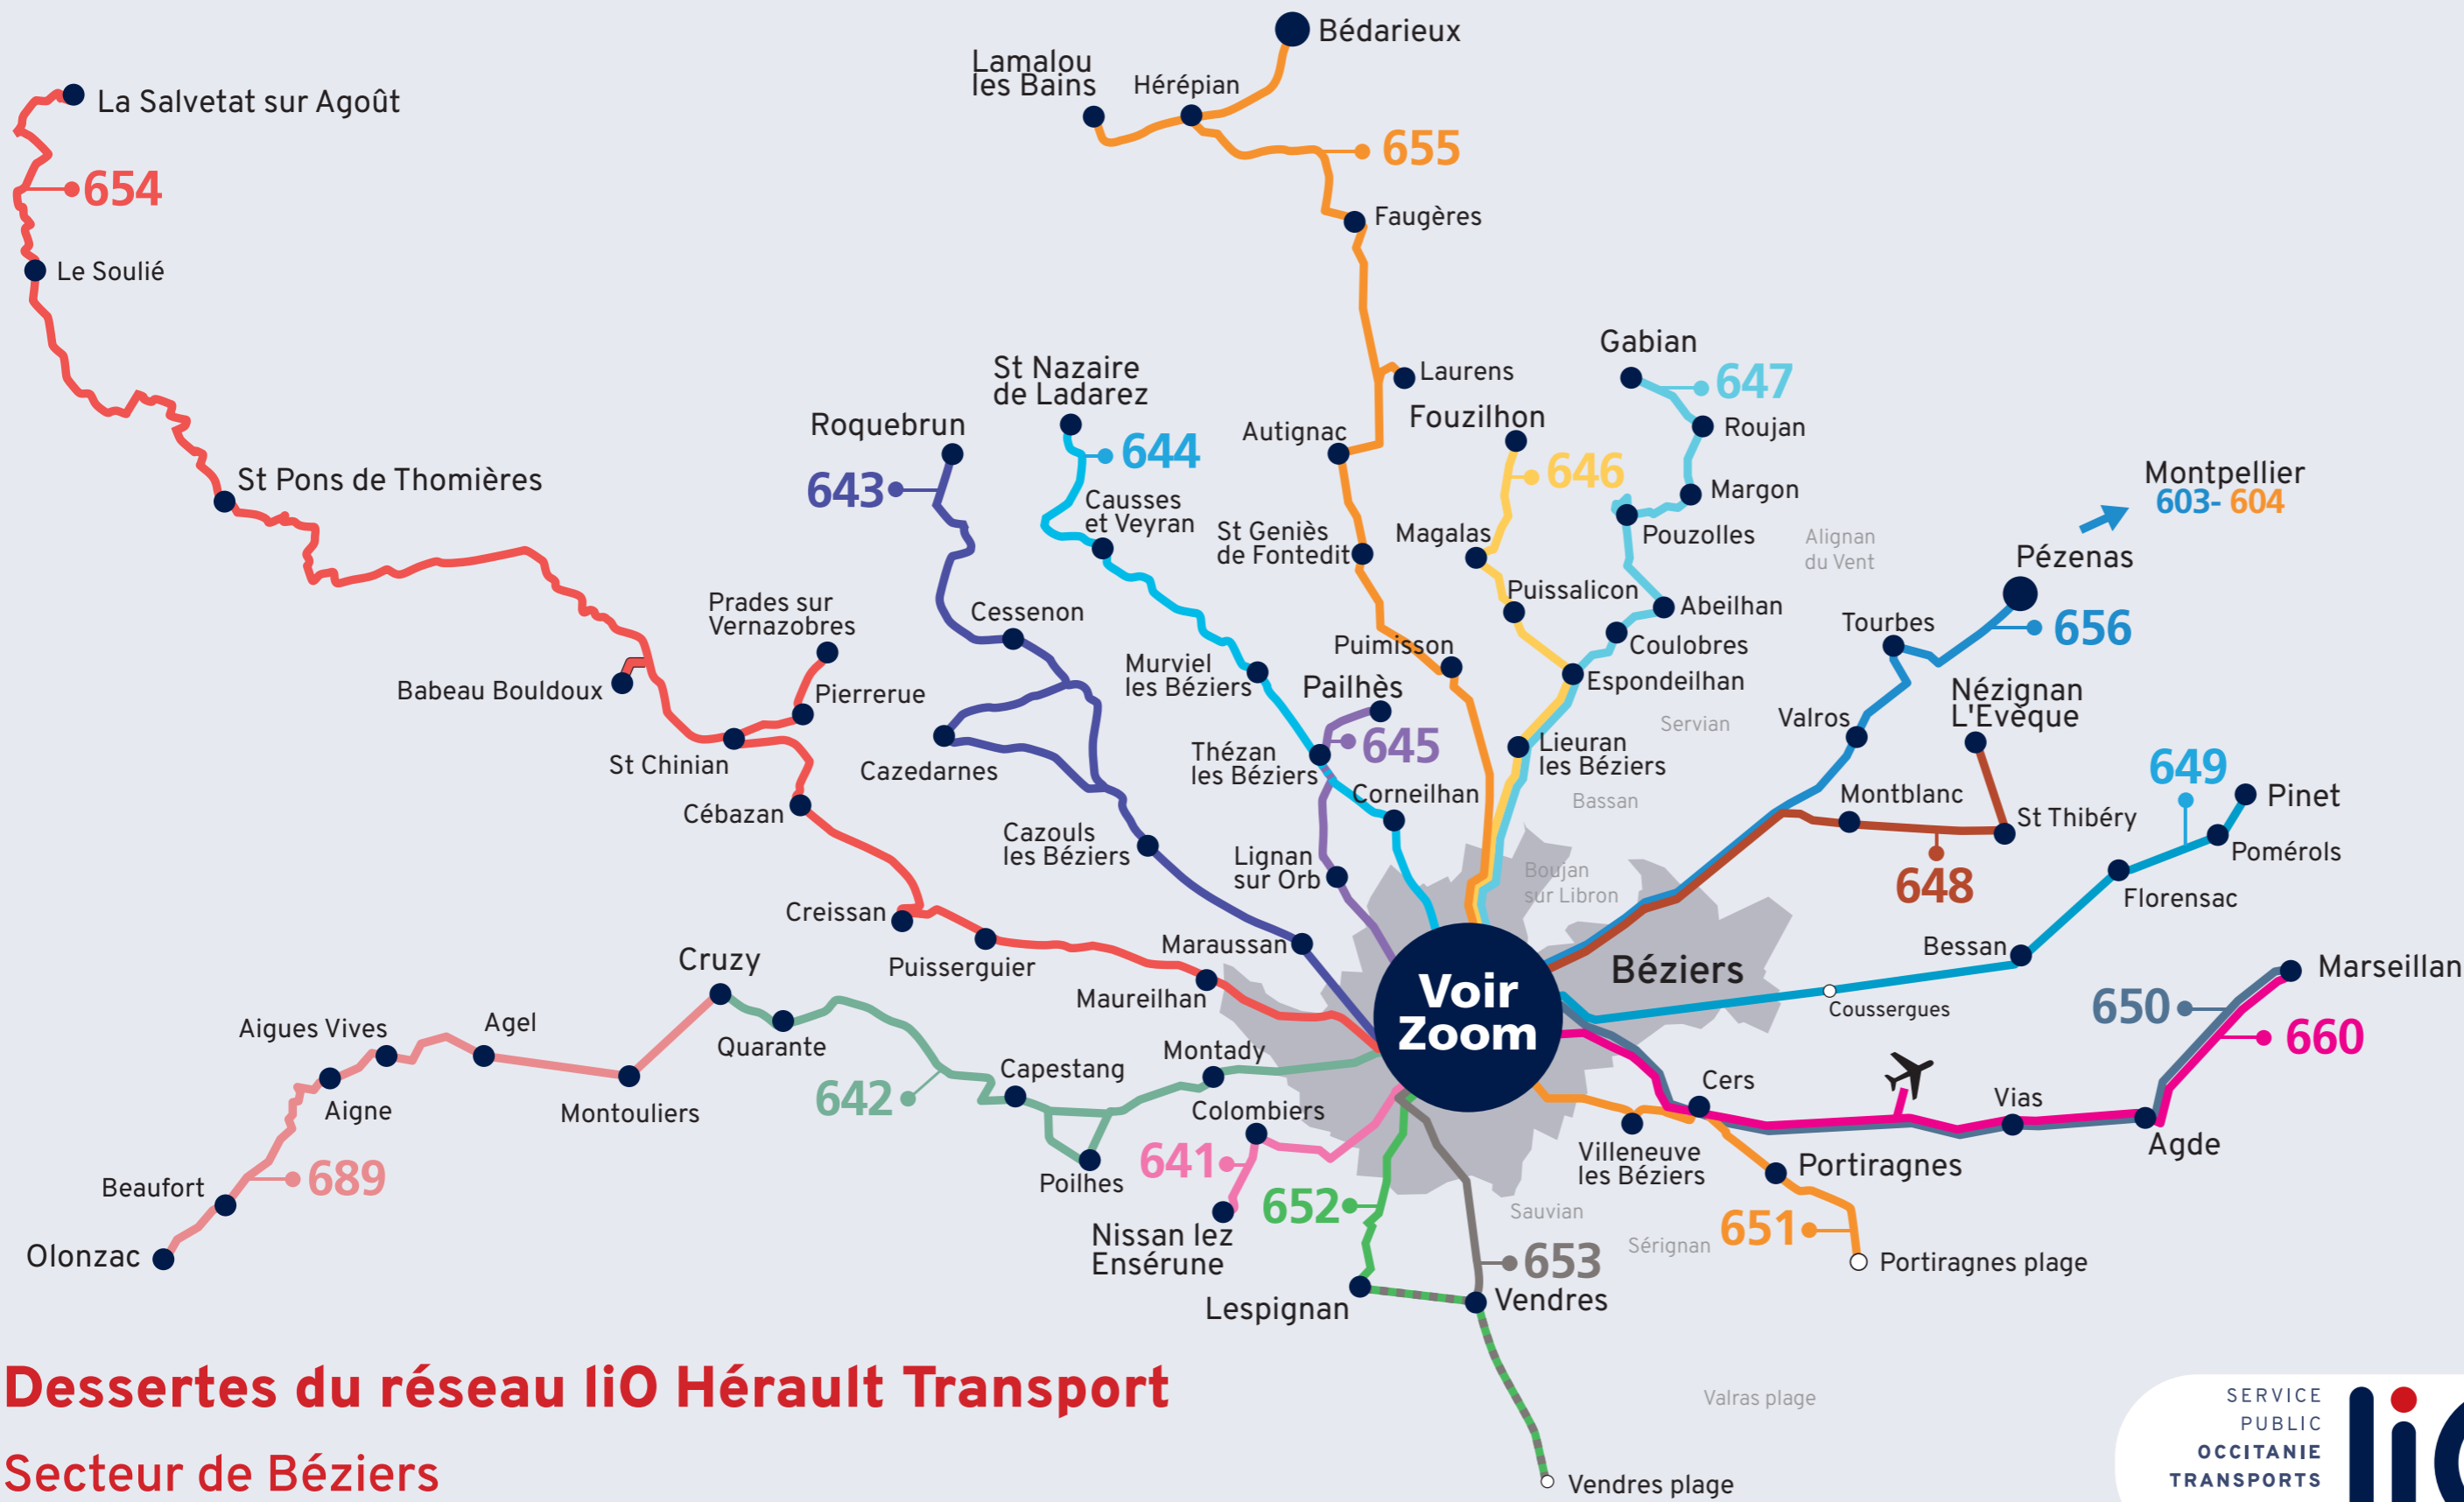 Bédarieux
Lamalou
les Bains
Hérépian
655
Faugères
La Salvetat sur Agoût
654
Le Soulié
St Pons de Thomières
Laurens
Autignac
St Geniès
de Fontedit
Puimisson
Gabian
647
Roujan
Margon
Pouzolles
Abeilhan
Coulobres
Espondeilhan
Fouzilhon
646
Magalas
Puissalicon
Lieuran
les Béziers
St Nazaire
de Ladarez
644
Causses
et Veyran
Murviel
les Béziers
Thézan
les Béziers
Corneilhan
Pailhès
645
Lignan
sur Orb
Roquebrun
643
Cessenon
Cazedarnes
Cazouls
les Béziers
Maraussan
Prades sur
Vernazobres
Pierrerue
Babeau Bouldoux
St Chinian
Cébazan
Creissan
Puisserguier
Maureilhan
Alignan
du Vent
Servian
Bassan
Boujan
sur Libron
Montpellier
603- 604
Pézenas
656
Tourbes
Valros
Nézignan
L'Evêque
Montblanc
St Thibéry
648
649
Pinet
Pomérols
Florensac
Bessan
Coussergues
Béziers
Voir
Zoom
Marseillan
650
660
Cers
Vias
Agde
Villeneuve
les Béziers
Portiragnes
651
Portiragnes plage
Cruzy
Quarante
642
Capestang
Poilhes
Montady
Colombiers
641
Nissan lez
Ensérune
652
Lespignan
653
Vendres
Sauvian
Sérignan
Valras plage
Vendres plage
Aigues Vives
Agel
Aigne
Montouliers
689
Beaufort
Olonzac
Dessertes du réseau liO Hérault Transport
Secteur de Béziers
SERVICE
PUBLIC
OCCITANIE
TRANSPORTS
liO